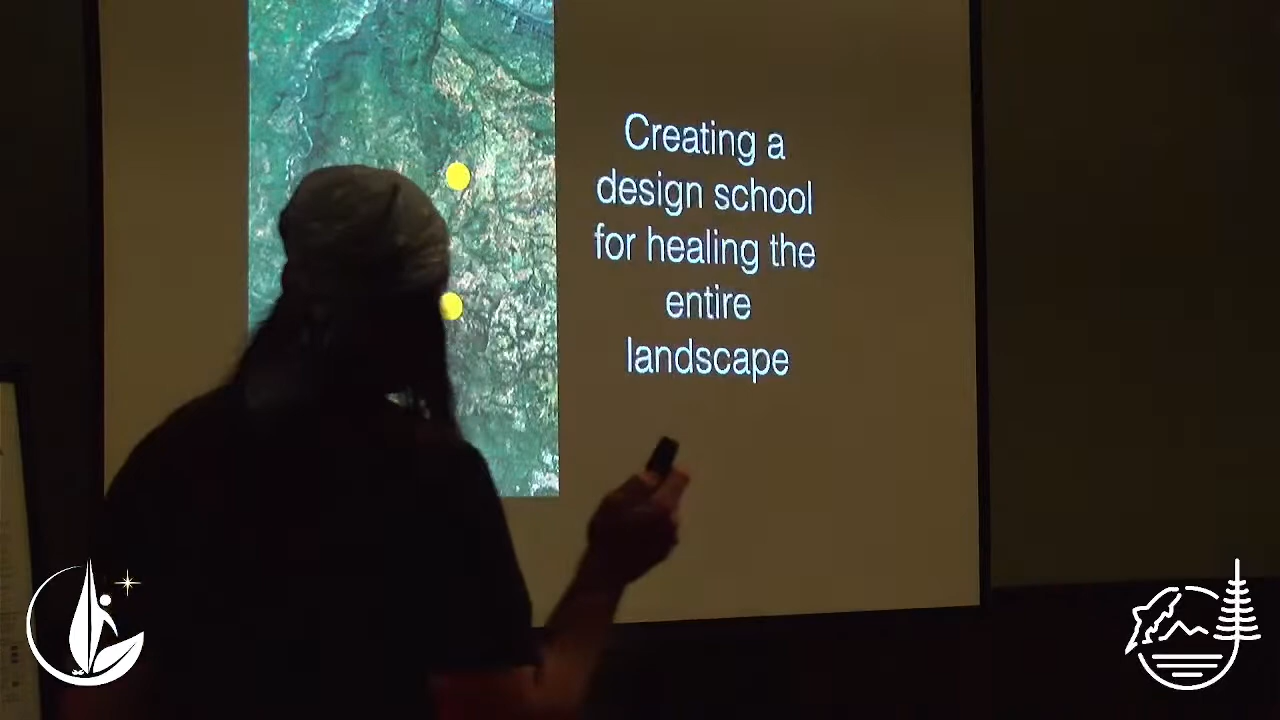 Creating a
design school
for healing the
entire
landscape